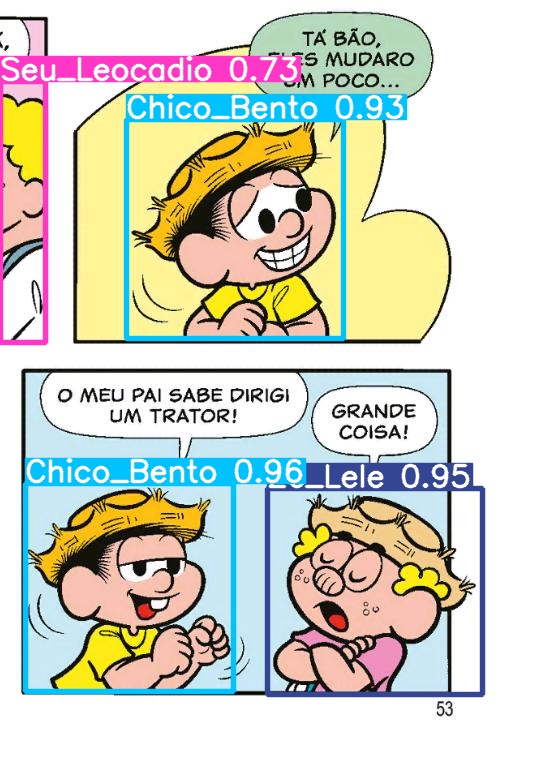 TÁ BÃO,
ELES MUDARO
UM POCO...
Seu_Leocadio 0.73
Chico_Bento 0.93
O MEU PAI SABE DIRIGI
UM TRATOR!
GRANDE
COISA!
Chico_Bento 0.96
_Lele 0.95
53